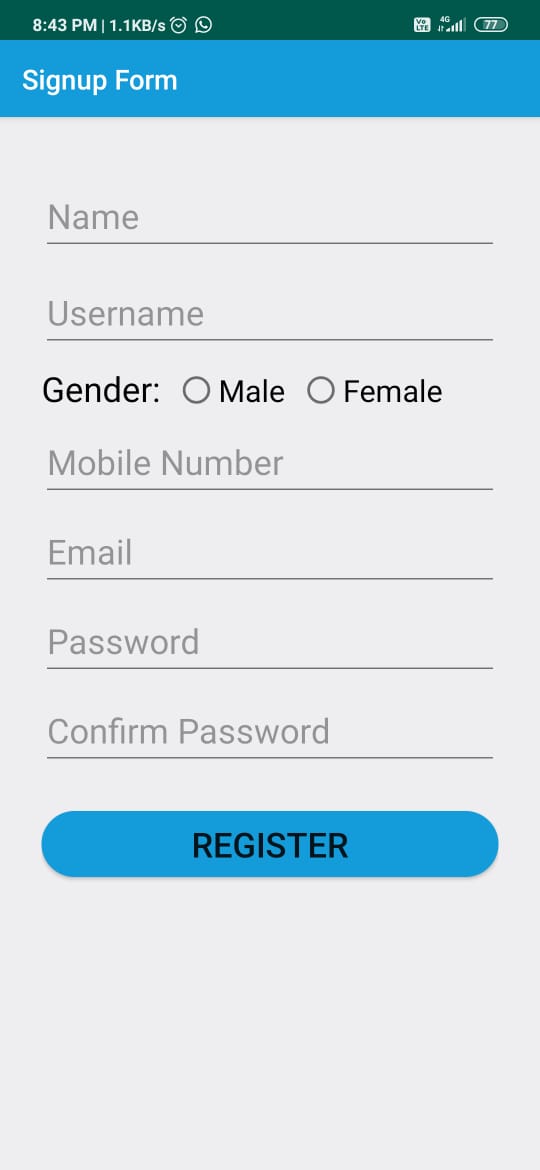 8:43 PM | 1.1KB/s Vo LTE 4G 77
Signup Form
Name
Username
Gender: Male Female
Mobile Number
Email
Password
Confirm Password
REGISTER